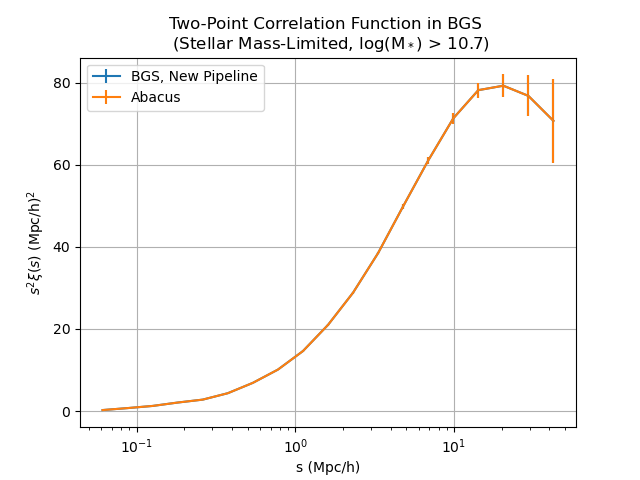 Two-Point Correlation Function in BGS
(Stellar Mass-Limited, log(M$_*$) > 10.7)
BGS, New Pipeline
Abacus
80
60
40
20
0
s²ξ(s) (Mpc/h)²
10⁻¹ 10⁰ 10¹
s (Mpc/h)